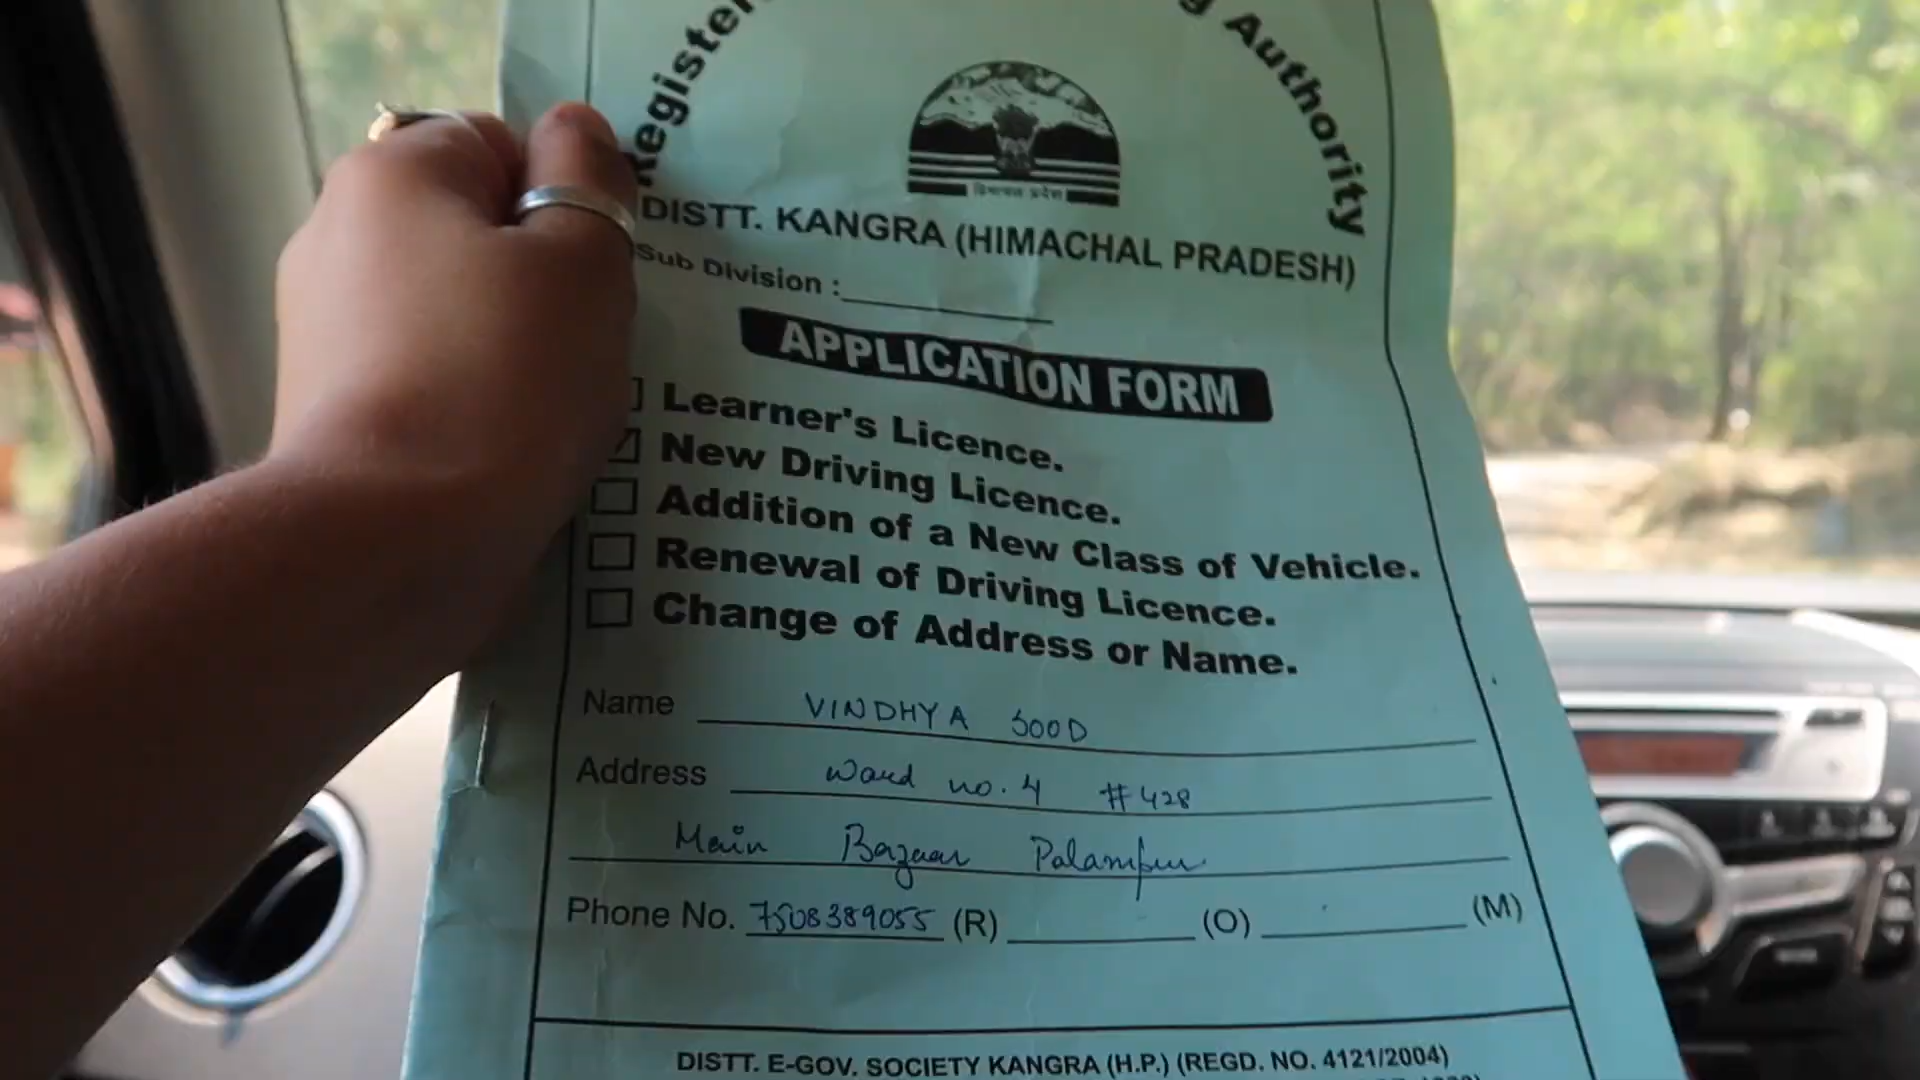 Authority
हिमाचल प्रदेश
DISTT. KANGRA (HIMACHAL PRADESH)
Sub Division :
APPLICATION FORM
Learner's Licence.
New Driving Licence.
Addition of a New Class of Vehicle.
Renewal of Driving Licence.
Change of Address or Name.
Name VINDHYA SOOD
Address Ward no. 4 #428
Main Bazaar Palampur
Phone No. 7508389055 (R) (O) (M)
DISTT. E-GOV. SOCIETY KANGRA (H.P.) (REGD. NO. 4121/2004)